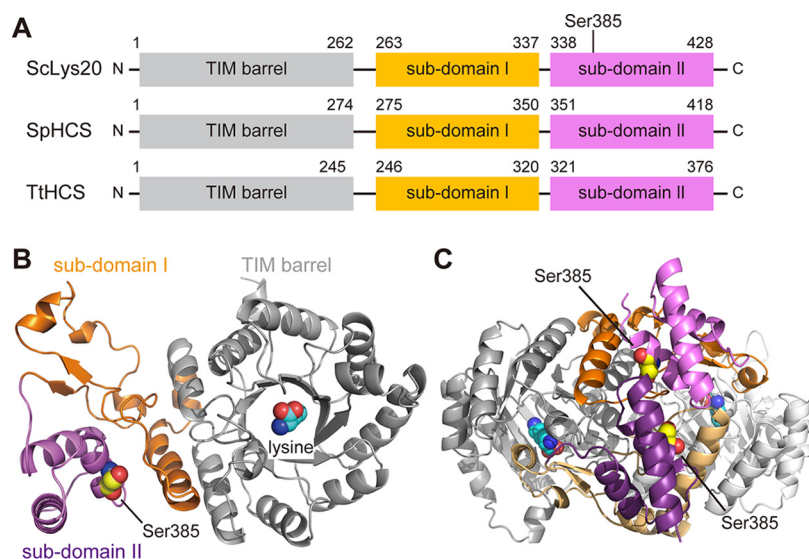 A
Ser385
1 262 263 337 338 428
ScLys20 N TIM barrel sub-domain I sub-domain II C
1 274 275 350 351 418
SpHCS N TIM barrel sub-domain I sub-domain II C
1 245 246 320 321 376
TtHCS N TIM barrel sub-domain I sub-domain II C
B
sub-domain I
TIM barrel
lysine
Ser385
sub-domain II
C
Ser385
Ser385